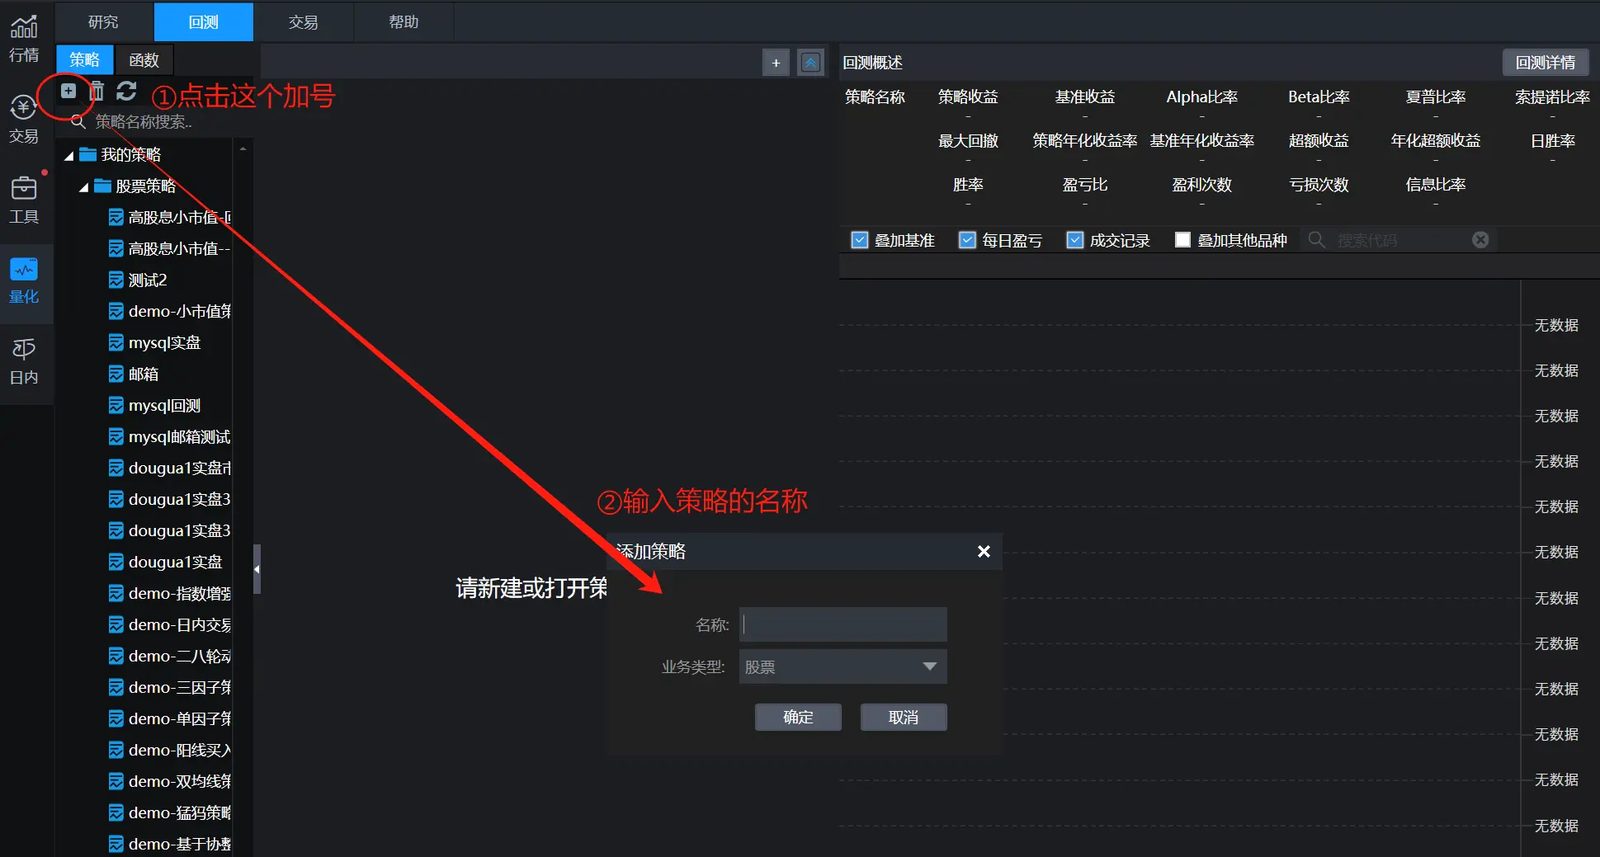 研究
回测
交易
帮助
行情
交易
工具
量化
日内
策略
函数
①点击这个加号
策略名称搜索..
我的策略
股票策略
高股息小市值-回
高股息小市值--
测试2
demo-小市值策
mysql实盘
邮箱
mysql回测
mysql邮箱测试
dougua1实盘市
dougua1实盘3
dougua1实盘3
dougua1实盘
demo-指数增强
demo-日内交易
demo-二八轮动
demo-三因子策
demo-单因子策
demo-阳线买入
demo-双均线策
demo-猛犸策略
demo-基于协整
+
请新建或打开策
②输入策略的名称
添加策略
名称:
业务类型:
股票
确定
取消
回测概述
回测详情
策略名称
策略收益
基准收益
Alpha比率
Beta比率
夏普比率
索提诺比率
-
-
-
-
-
-
最大回撤
策略年化收益率
基准年化收益率
超额收益
年化超额收益
日胜率
-
-
-
-
-
-
胜率
盈亏比
盈利次数
亏损次数
信息比率
-
-
-
-
-
叠加基准
每日盈亏
成交记录
叠加其他品种
搜索代码
无数据
无数据
无数据
无数据
无数据
无数据
无数据
无数据
无数据
无数据
无数据
无数据